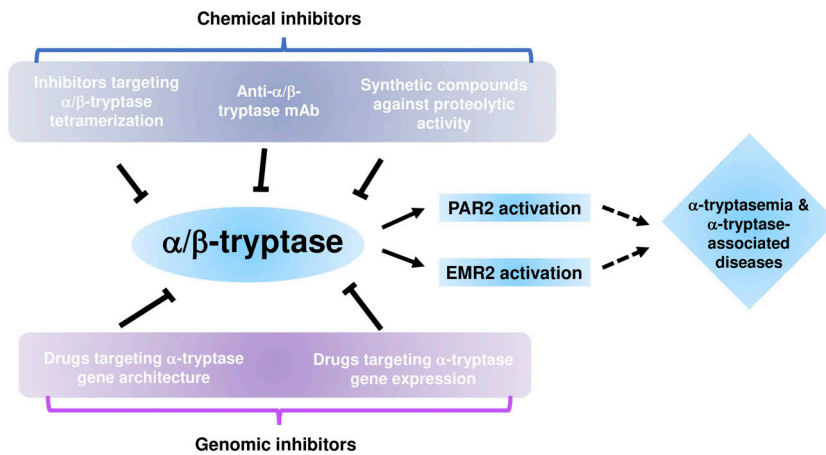 Chemical inhibitors
Inhibitors targeting
α/β-tryptase
tetramerization
Anti-α/β-
tryptase mAb
Synthetic compounds
against proteolytic
activity
α/β-tryptase
PAR2 activation
EMR2 activation
α-tryptasemia &
α-tryptase-
associated
diseases
Drugs targeting α-tryptase
gene architecture
Drugs targeting α-tryptase
gene expression
Genomic inhibitors